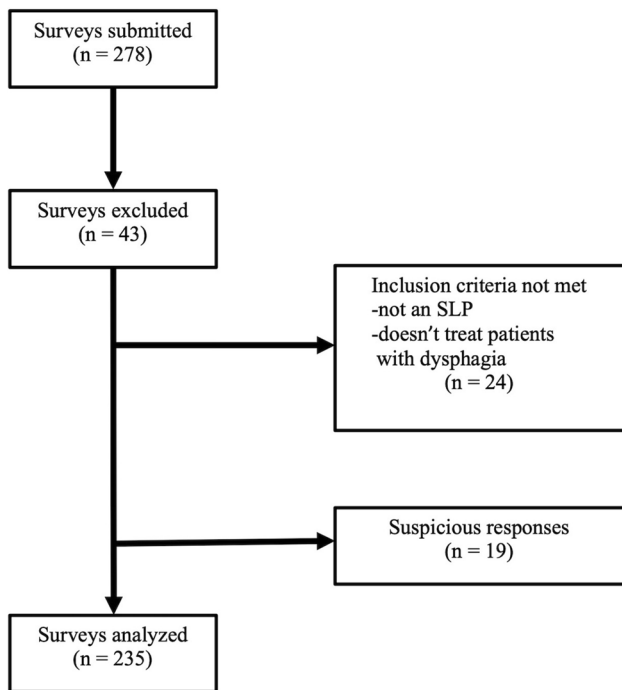 Surveys submitted
(n = 278)
Surveys excluded
(n = 43)
Inclusion criteria not met
-not an SLP
-doesn't treat patients
with dysphagia
(n = 24)
Suspicious responses
(n = 19)
Surveys analyzed
(n = 235)